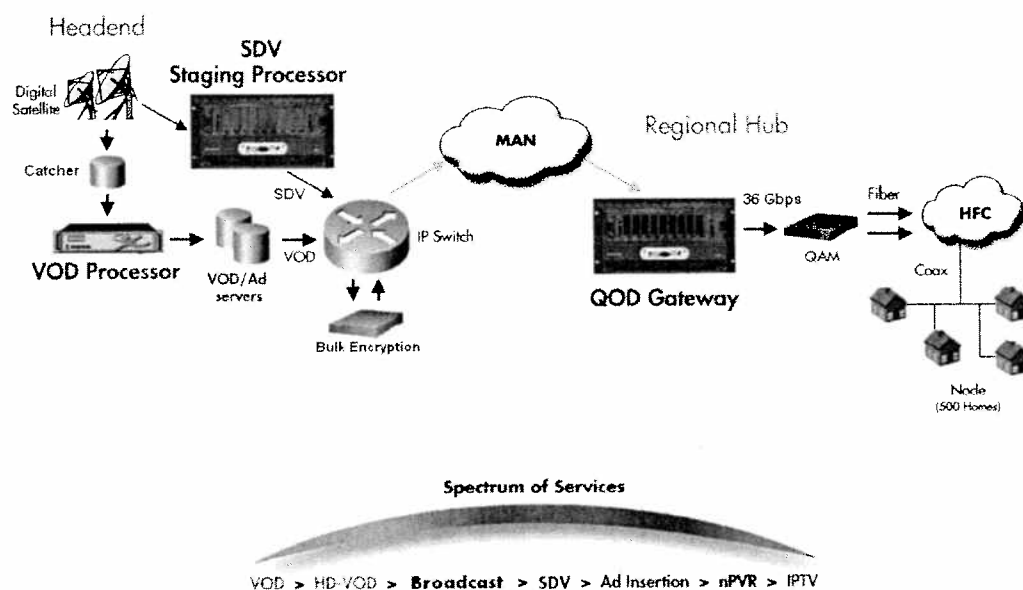 Headend
SDV
Staging Processor
Digital
Satellite
MAN
Regional Hub
Catcher
SDV
36 Gbps
Fiber
HFC
IP Switch
VOD
QAM
VOD Processor
VOD/Ad
servers
QOD Gateway
Coax
Bulk Encryption
Node
(500 Homes)
Spectrum of Services
VOD > HD-VOD > Broadcast > SDV > Ad Insertion > nPVR > IPTV